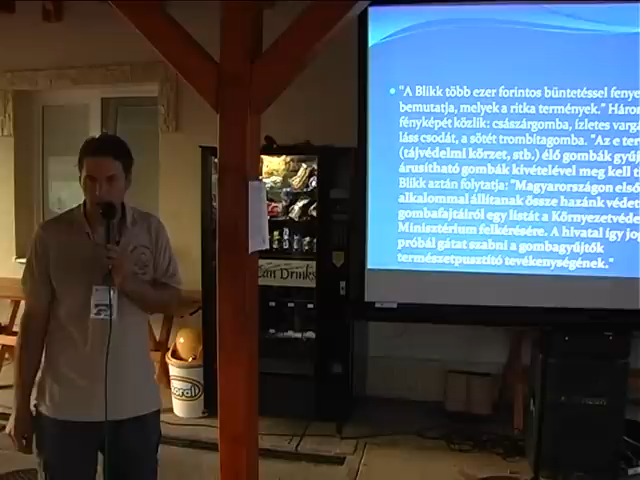 "A Blikk több ezer forintos büntetéssel fenye
bemutatja, melyek a ritka termények." Háro
fényképét közlik: császárgomba, ízletes varg
láss csodát, a sötét trombitagomba. "Az e ter
(tájvédelmi körzet, stb.) élő gombák gyűj
árusítható gombák kivételével meg kell t
Blikk aztán folytatja: "Magyarországon első
alkalommal állítanak össze hazánk védet
gombafajtáiról egy listát a Környezetvéde
Minisztérium felkérésére. A hivatal így jog
próbál gátat szabni a gombagyűjtők
természetpusztító tevékenységének."
Can Drinks